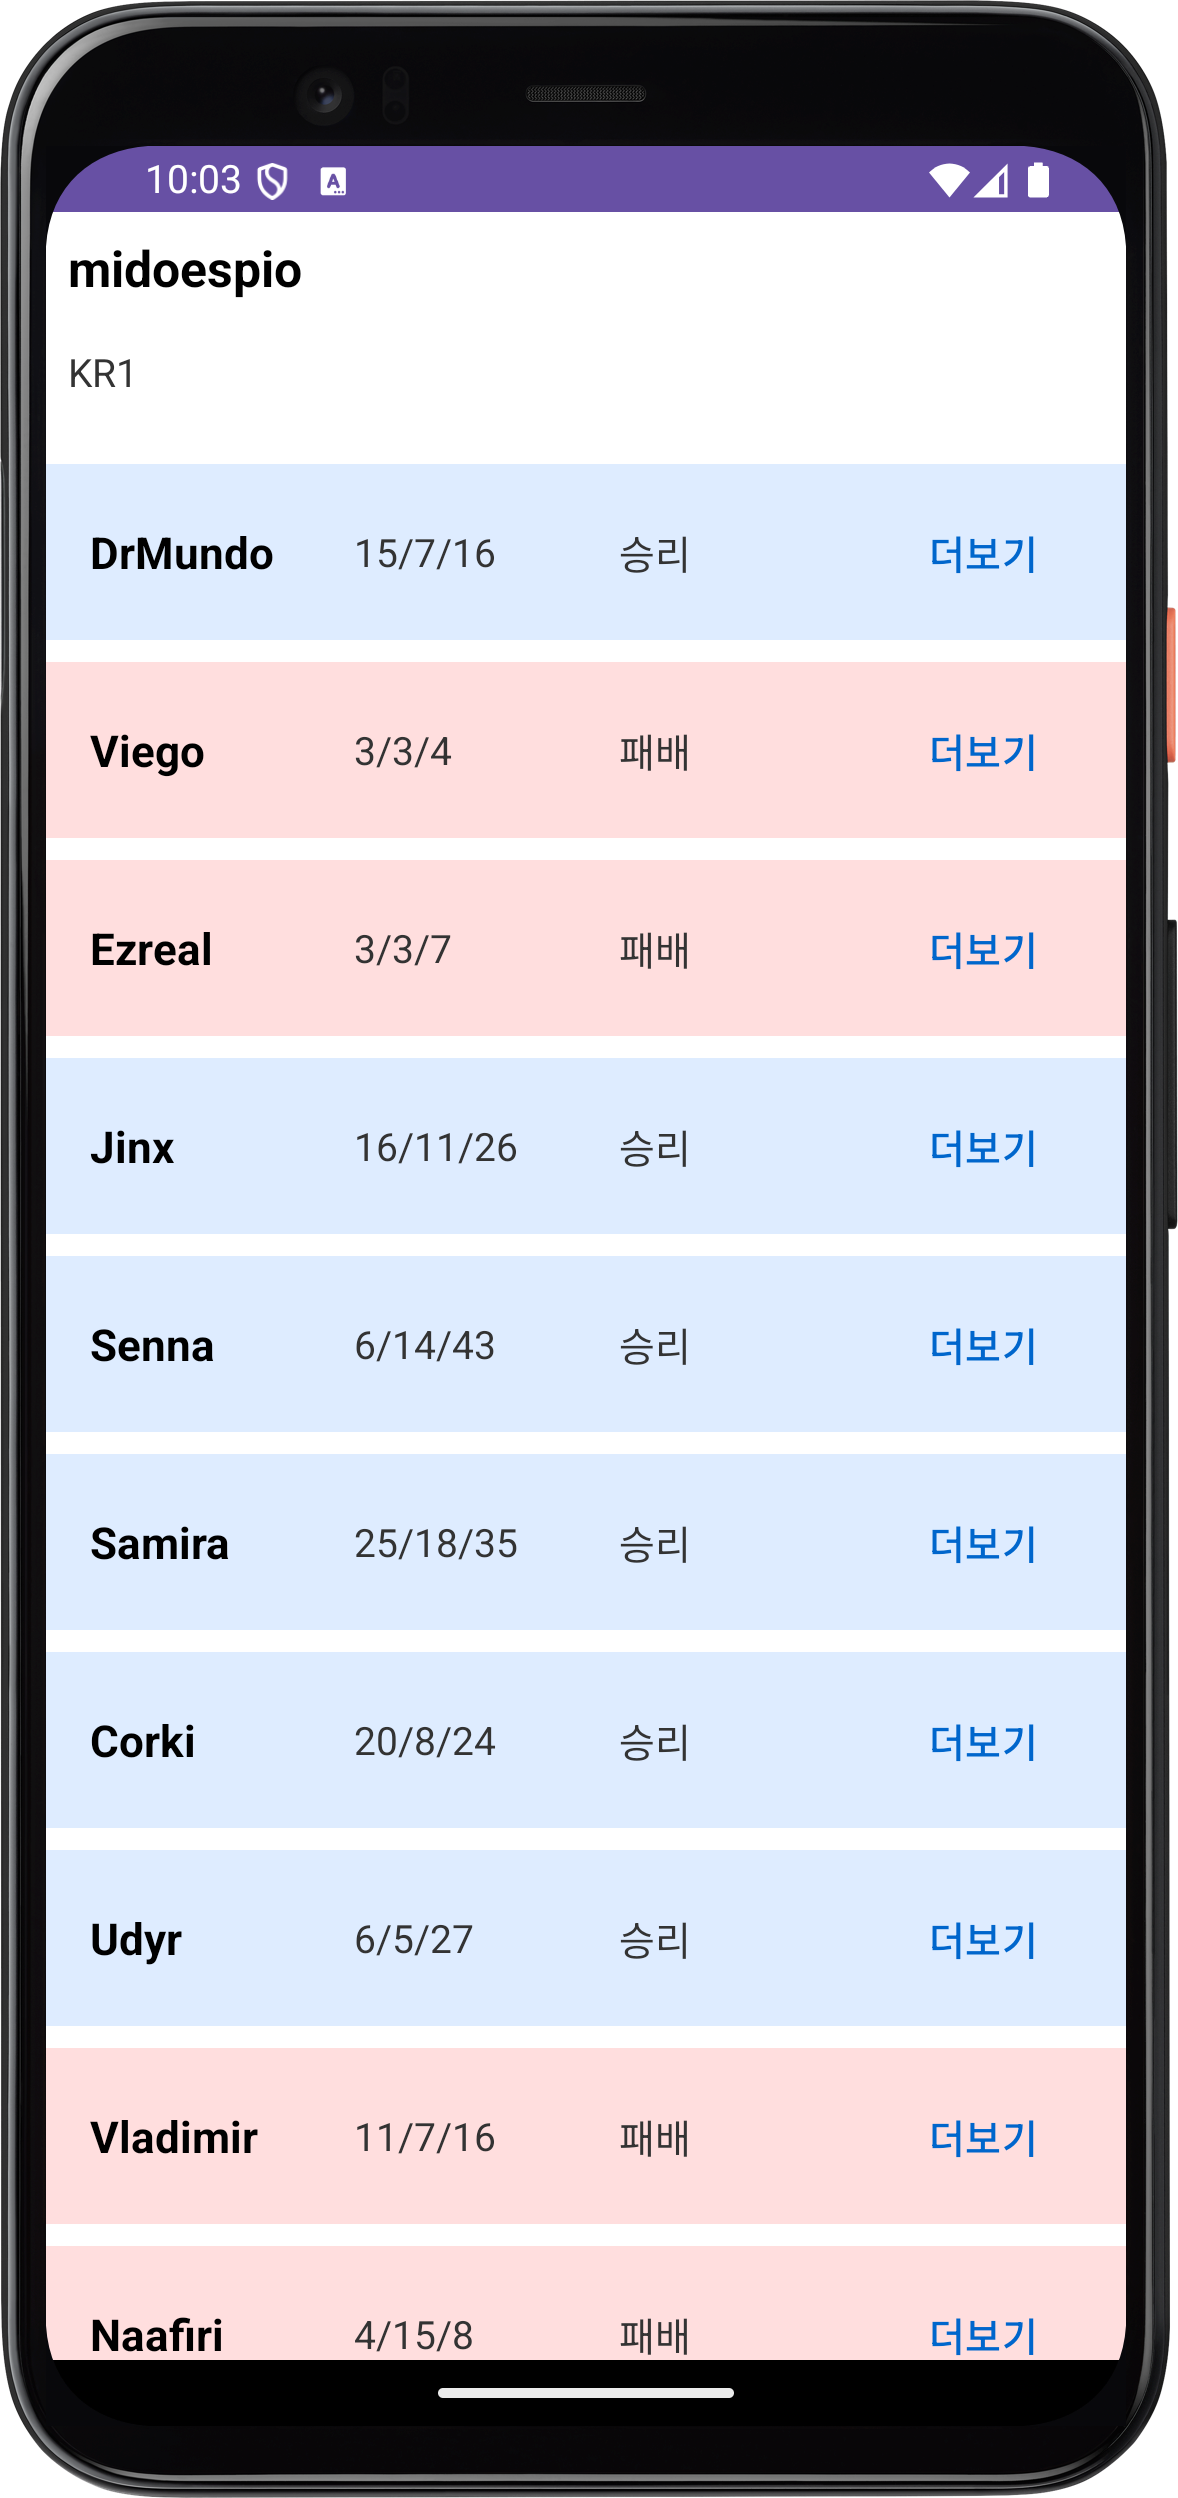 10:03
midoespio
KR1
DrMundo 15/7/16 승리 더보기
Viego 3/3/4 패배 더보기
Ezreal 3/3/7 패배 더보기
Jinx 16/11/26 승리 더보기
Senna 6/14/43 승리 더보기
Samira 25/18/35 승리 더보기
Corki 20/8/24 승리 더보기
Udyr 6/5/27 승리 더보기
Vladimir 11/7/16 패배 더보기
Naafiri 4/15/8 패배 더보기